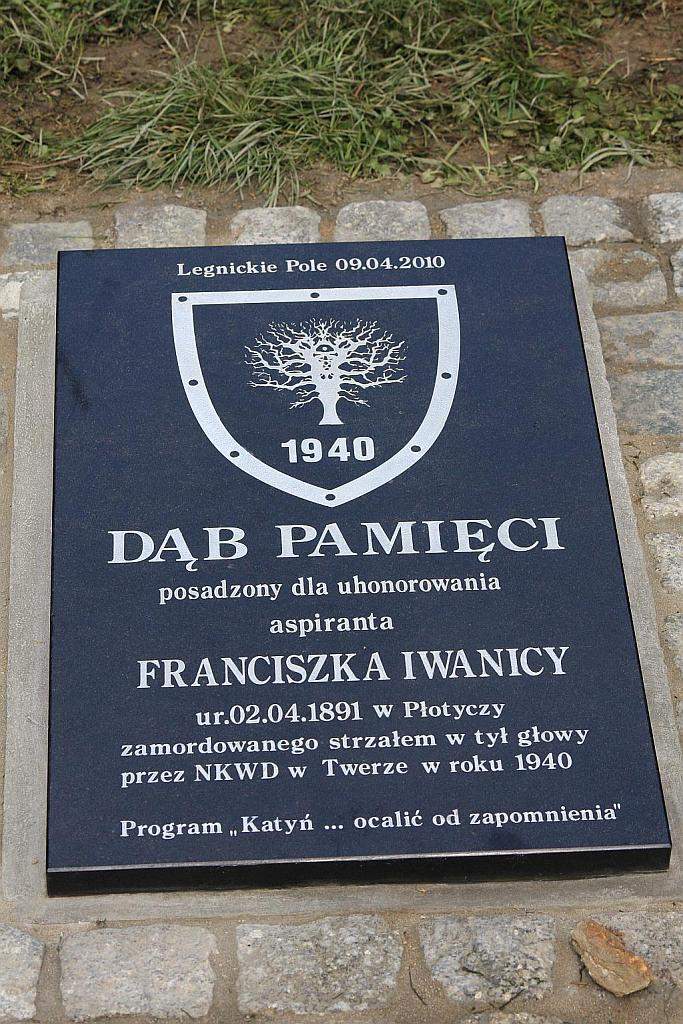 Legnickie Pole 09.04.2010
1940
DĄB PAMIĘCI
posadzony dla uhonorowania
aspiranta
FRANCISZKA IWANICY
ur.02.04.1891 w Płotyczy
zamordowanego strzałem w tył głowy
przez NKWD w Twerze w roku 1940
Program „Katyń ... ocalić od zapomnienia"